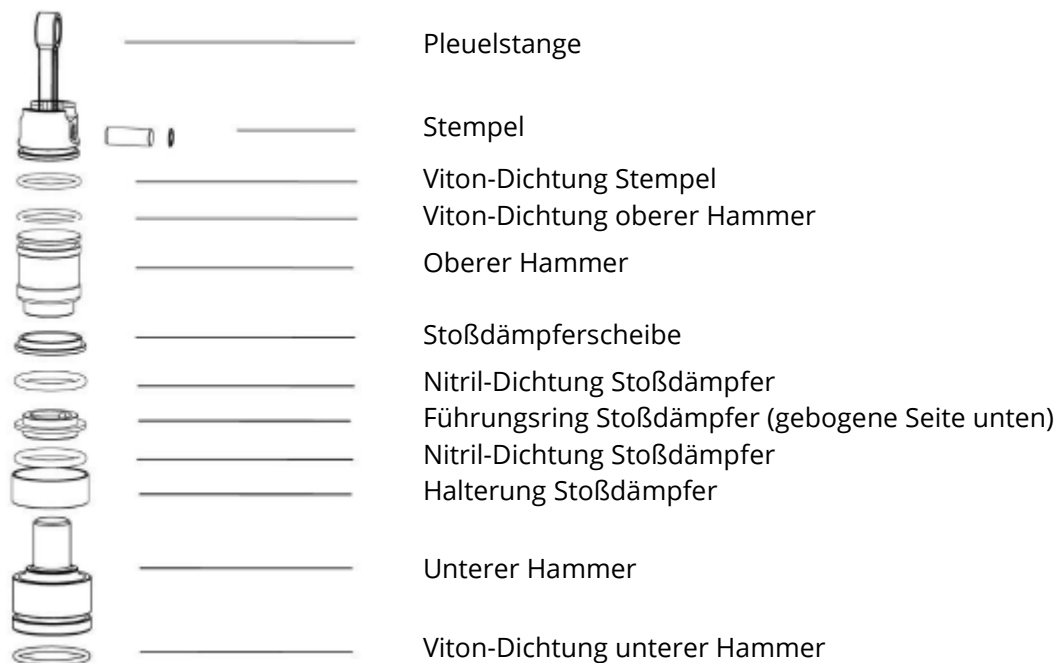 Pleuelstange
Stempel
Viton-Dichtung Stempel
Viton-Dichtung oberer Hammer
Oberer Hammer
Stoßdämpferscheibe
Nitril-Dichtung Stoßdämpfer
Führungsring Stoßdämpfer (gebogene Seite unten)
Nitril-Dichtung Stoßdämpfer
Halterung Stoßdämpfer
Unterer Hammer
Viton-Dichtung unterer Hammer